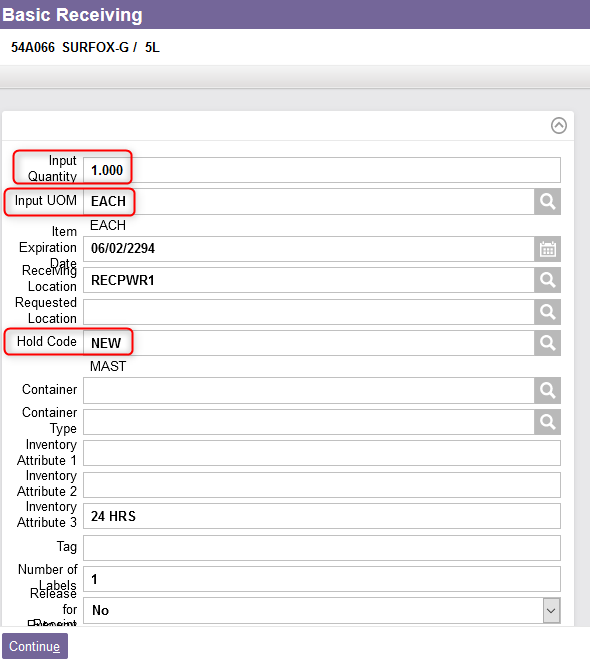 Basic Receiving
54A066 SURFOX-G / 5L
Input
Quantity
1.000
Input UOM
EACH
EACH
Item
Expiration
Date
06/02/2294
Receiving
Location
RECPWR1
Requested
Location
Hold Code
NEW
MAST
Container
Container
Type
Inventory
Attribute 1
Inventory
Attribute 2
Inventory
Attribute 3
24 HRS
Tag
Number of
Labels
1
Release
for
No
Continue